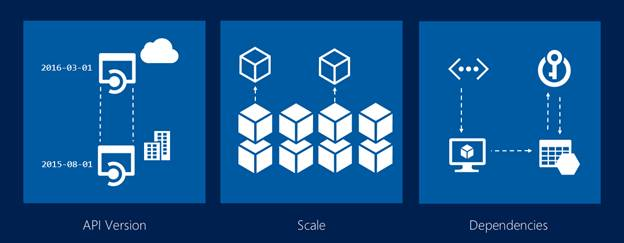 2016-03-01
2015-08-01
API Version
Scale
Dependencies